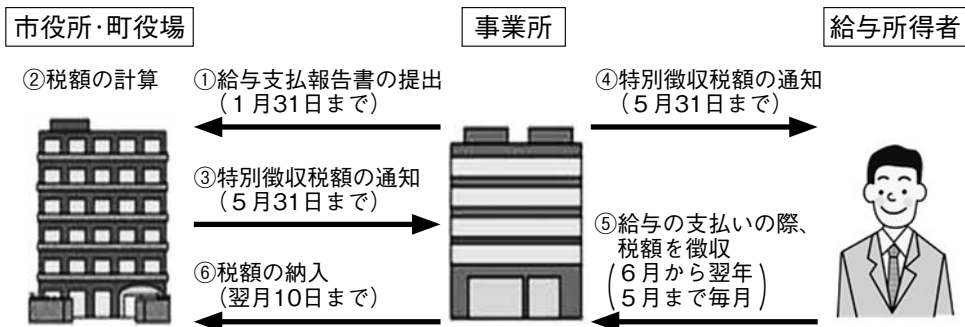 市役所･町役場
事業所
給与所得者
②税額の計算
①給与支払報告書の提出
（１月31日まで）
④特別徴収税額の通知
（５月31日まで）
③特別徴収税額の通知
（５月31日まで）
⑤給与の支払いの際、
税額を徴収
（６月から翌年
５月まで毎月）
⑥税額の納入
（翌月10日まで）